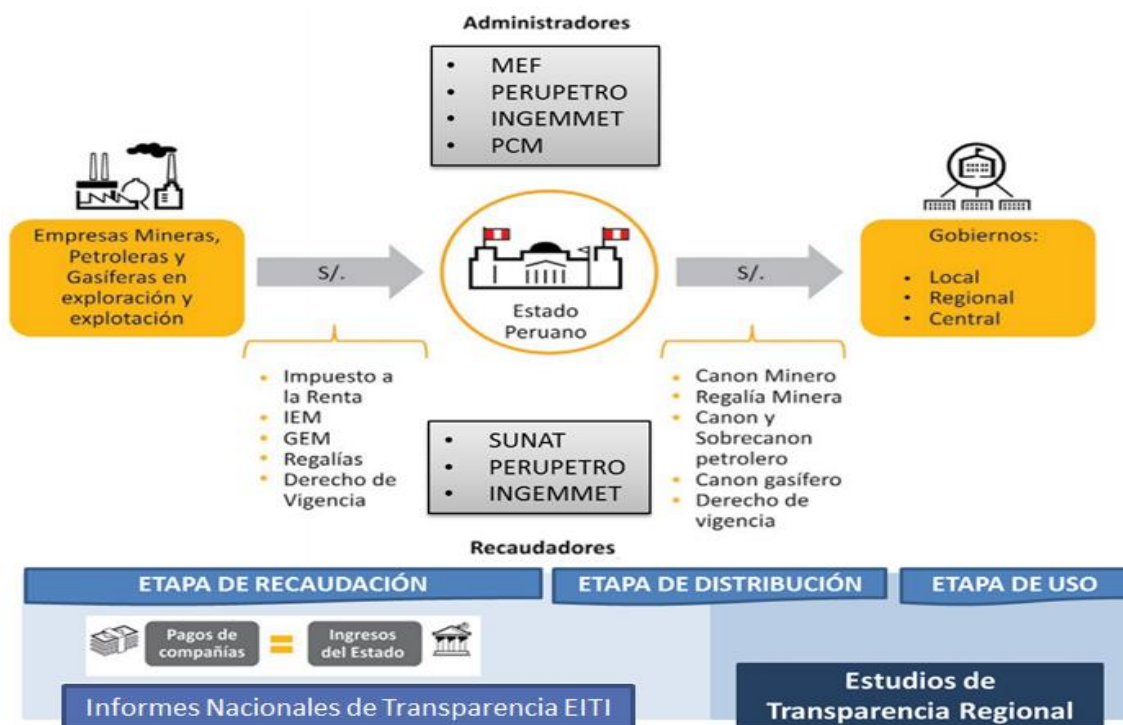 Administradores
• MEF
• PERUPETRO
• INGEMMET
• PCM
Empresas Mineras,
Petroleras y
Gasíferas en
exploración y
explotación
S/.
Estado
Peruano
S/.
Gobiernos:
• Local
• Regional
• Central
• Impuesto a
la Renta
• IEM
• GEM
• Regalías
• Derecho de
Vigencia
• SUNAT
• PERUPETRO
• INGEMMET
Recaudadores
• Canon Minero
• Regalía Minera
• Canon y
Sobrecanon
petrolero
• Canon gasífero
• Derecho de
vigencia
ETAPA DE RECAUDACIÓN
ETAPA DE DISTRIBUCIÓN
ETAPA DE USO
Pagos de
compañías
=
Ingresos
del Estado
Informes Nacionales de Transparencia EITI
Estudios de
Transparencia Regional